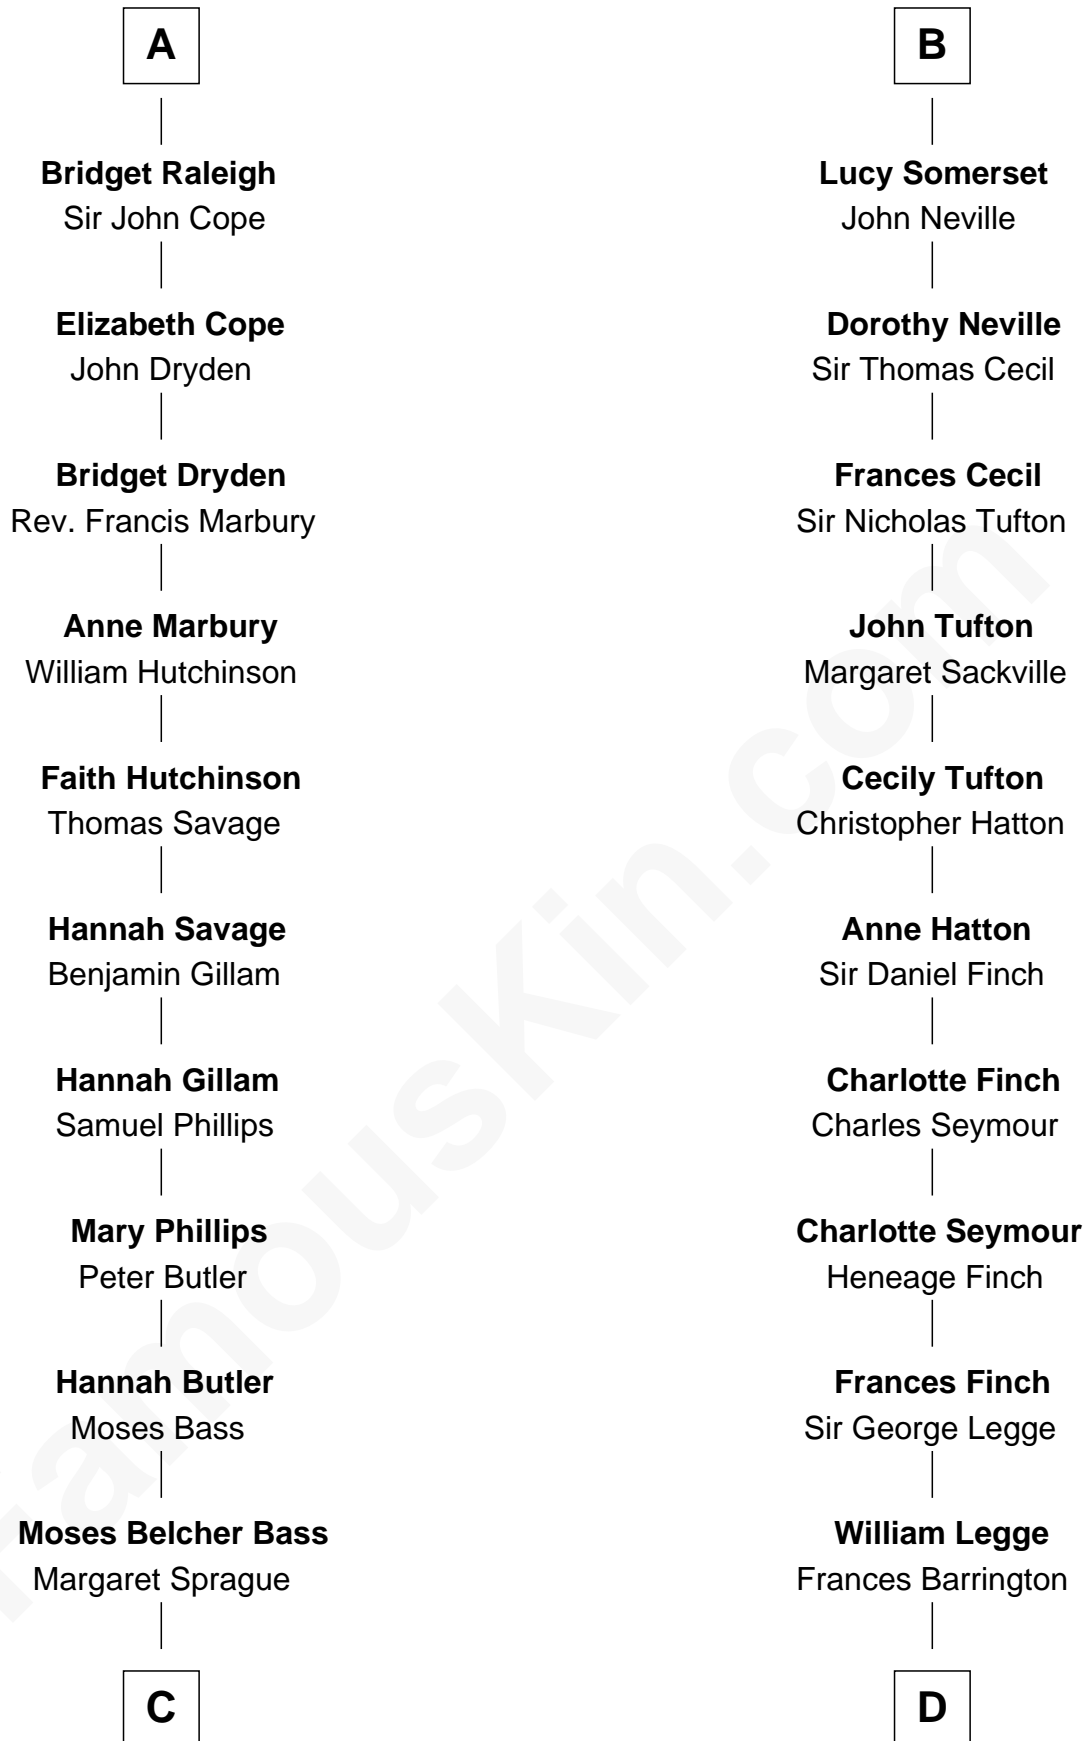 A
Bridget Raleigh
Sir John Cope
Elizabeth Cope
John Dryden
Bridget Dryden
Rev. Francis Marbury
Anne Marbury
William Hutchinson
Faith Hutchinson
Thomas Savage
Hannah Savage
Benjamin Gillam
Hannah Gillam
Samuel Phillips
Mary Phillips
Peter Butler
Hannah Butler
Moses Bass
Moses Belcher Bass
Margaret Sprague
C
B
Lucy Somerset
John Neville
Dorothy Neville
Sir Thomas Cecil
Frances Cecil
Sir Nicholas Tufton
John Tufton
Margaret Sackville
Cecily Tufton
Christopher Hatton
Anne Hatton
Sir Daniel Finch
Charlotte Finch
Charles Seymour
Charlotte Seymour
Heneage Finch
Frances Finch
Sir George Legge
William Legge
Frances Barrington
D
FamousKin.com